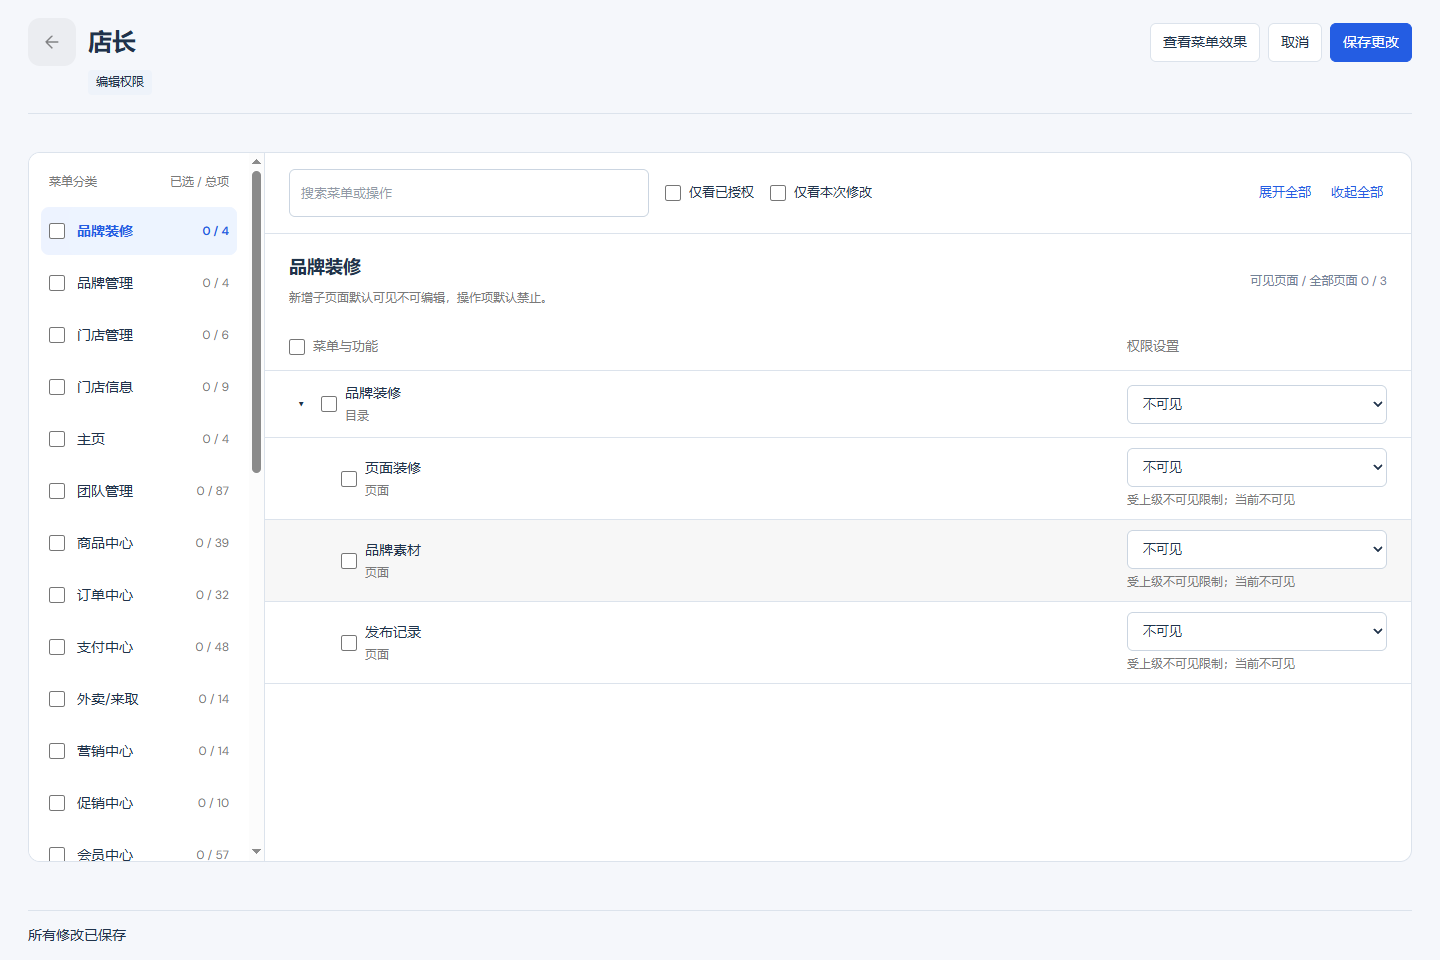 店长
编辑权限
查看菜单效果
取消
保存更改
菜单分类 已选 / 总项
品牌装修 0 / 4
品牌管理 0 / 4
门店管理 0 / 6
门店信息 0 / 9
主页 0 / 4
团队管理 0 / 87
商品中心 0 / 39
订单中心 0 / 32
支付中心 0 / 48
外卖/来取 0 / 14
营销中心 0 / 14
促销中心 0 / 10
会员中心 0 / 57
搜索菜单或操作
仅看已授权
仅看本次修改
展开全部
收起全部
品牌装修
新增子页面默认可见不可编辑，操作项默认禁止。
可见页面 / 全部页面 0 / 3
菜单与功能 权限设置
品牌装修
目录
不可见
页面装修
页面
不可见
受上级不可见限制；当前不可见
品牌素材
页面
不可见
受上级不可见限制；当前不可见
发布记录
页面
不可见
受上级不可见限制；当前不可见
所有修改已保存